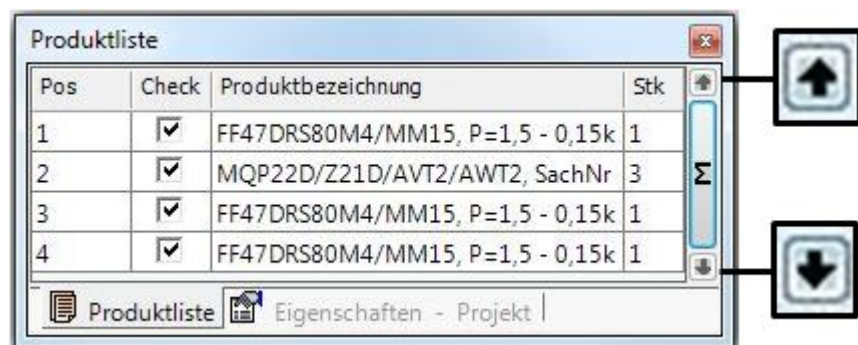 Produktliste
Pos Check Produktbezeichnung Stk
1 FF47DRS80M4/MM15, P=1,5 - 0,15k 1
2 MQP22D/Z21D/AVT2/AWT2, SachNr 3
3 FF47DRS80M4/MM15, P=1,5 - 0,15k 1
4 FF47DRS80M4/MM15, P=1,5 - 0,15k 1
Σ
Produktliste Eigenschaften - Projekt